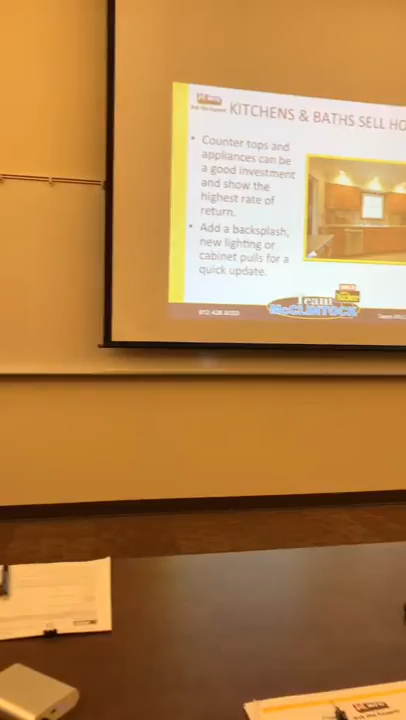 KITCHENS & BATHS SELL HO
• Counter tops and
appliances can be
a good investment
and show the
highest rate of
return.
• Add a backsplash,
new lighting or
cabinet pulls for a
quick update.
Team
McCLINTOCK
Team